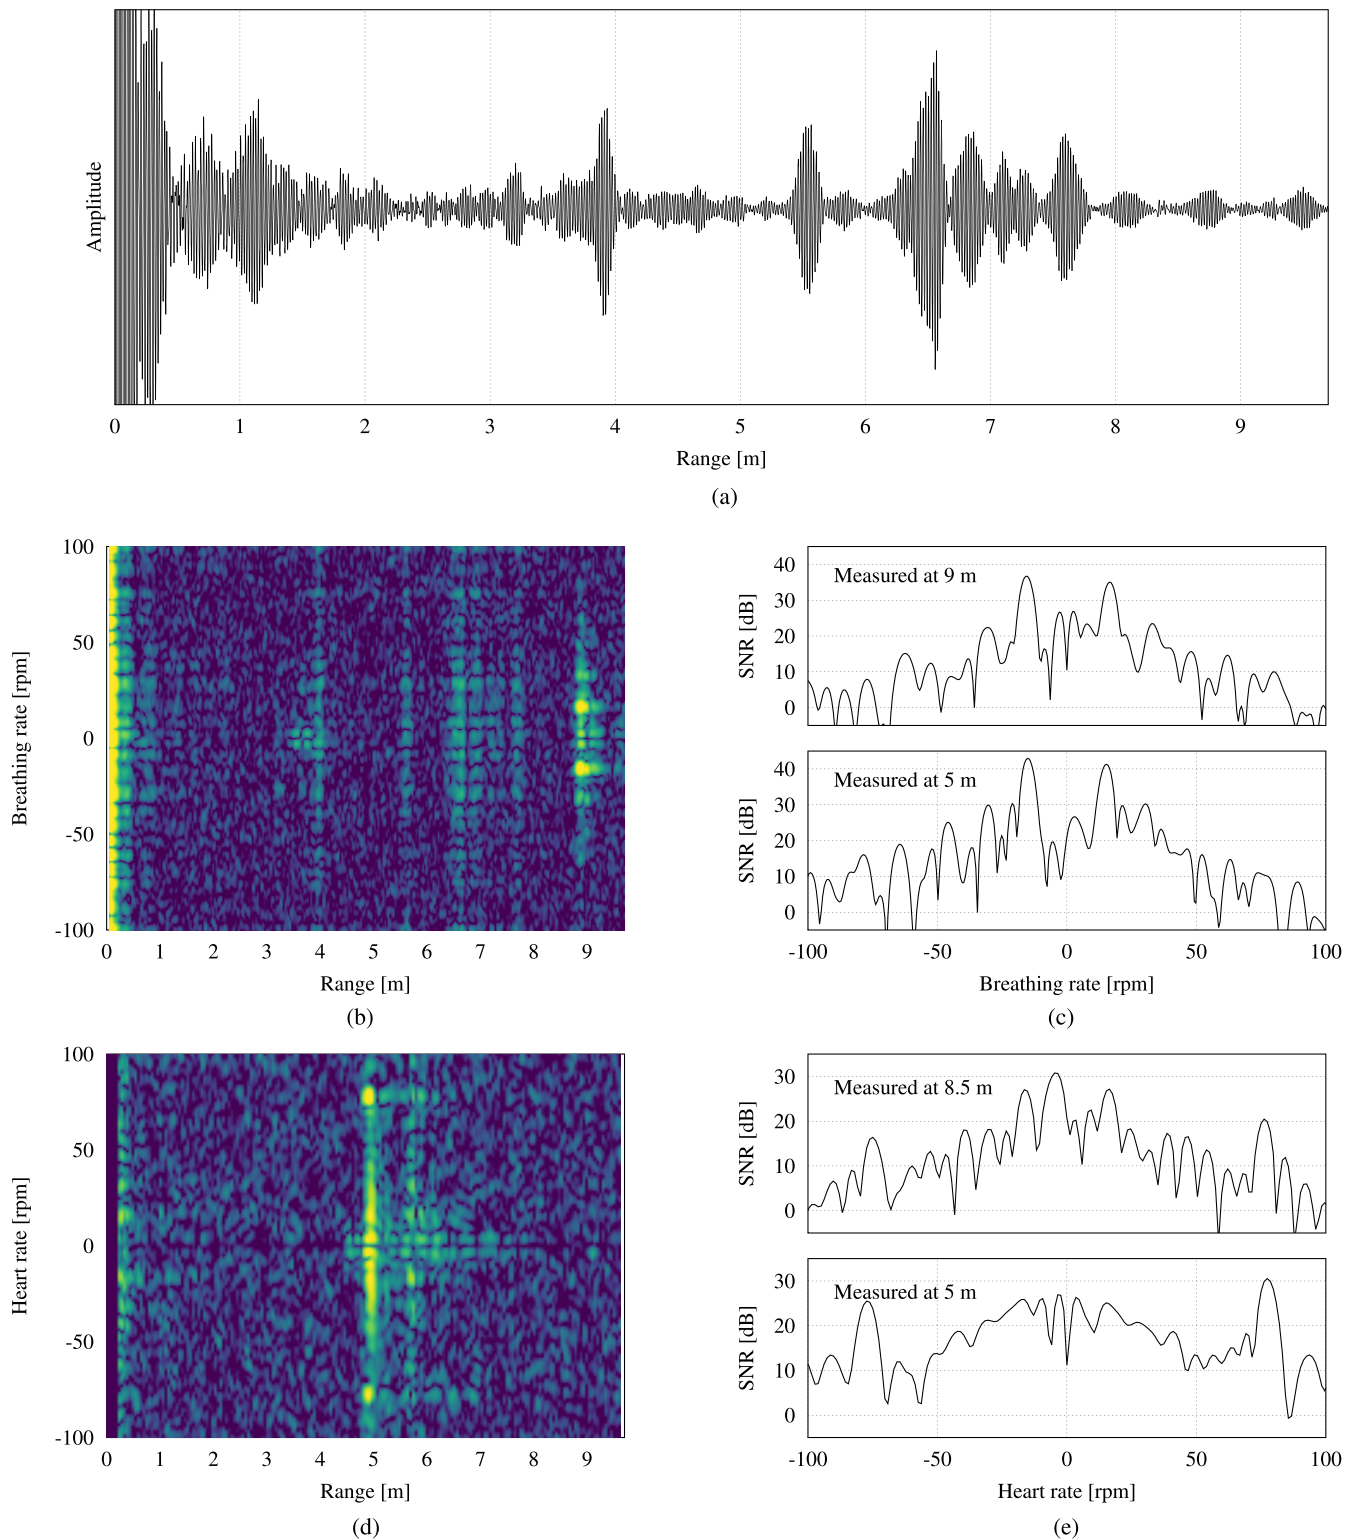 Amplitude
0 1 2 3 4 5 6 7 8 9
Range [m]
(a)
100
50
0
-50
-100
Breathing rate [rpm]
0 1 2 3 4 5 6 7 8 9
Range [m]
(b)
40
30
20
10
0
SNR [dB]
Measured at 9 m
40
30
20
10
0
SNR [dB]
Measured at 5 m
-100 -50 0 50 100
Breathing rate [rpm]
(c)
100
50
0
-50
-100
Heart rate [rpm]
0 1 2 3 4 5 6 7 8 9
Range [m]
(d)
30
20
10
0
SNR [dB]
Measured at 8.5 m
30
20
10
0
SNR [dB]
Measured at 5 m
-100 -50 0 50 100
Heart rate [rpm]
(e)